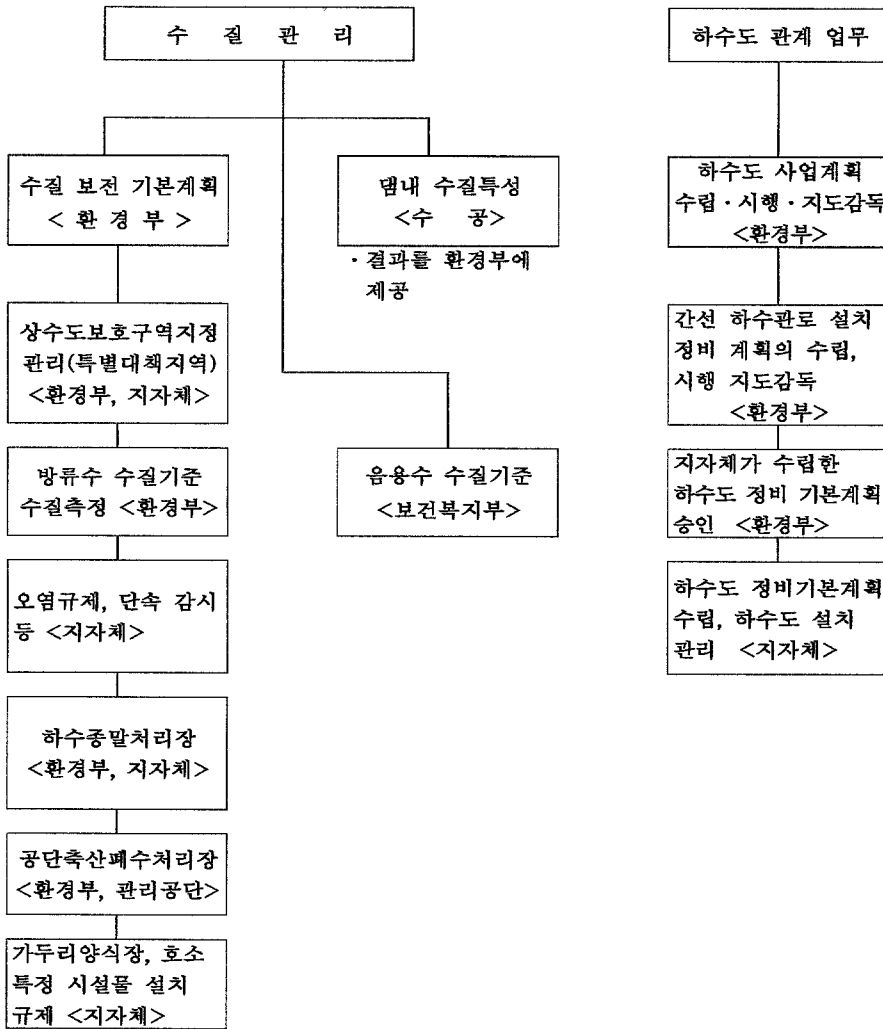 수 질 관 리
수질 보전 기본계획
< 환 경 부 >
상수도보호구역지정
관리(특별대책지역)
<환경부, 지자체>
방류수 수질기준
수질측정 <환경부>
오염규제, 단속 감시
등 <지자체>
하수종말처리장
<환경부, 지자체>
공단축산폐수처리장
<환경부, 관리공단>
가두리양식장, 호소
특정 시설물 설치
규제 <지자체>
댐내 수질특성
<수 공>
· 결과를 환경부에
제공
음용수 수질기준
<보건복지부>
하수도 관계 업무
하수도 사업계획
수립·시행·지도감독
<환경부>
간선 하수관로 설치
정비 계획의 수립,
시행 지도감독
<환경부>
지자체가 수립한
하수도 정비 기본계획
승인 <환경부>
하수도 정비기본계획
수립, 하수도 설치
관리 <지자체>